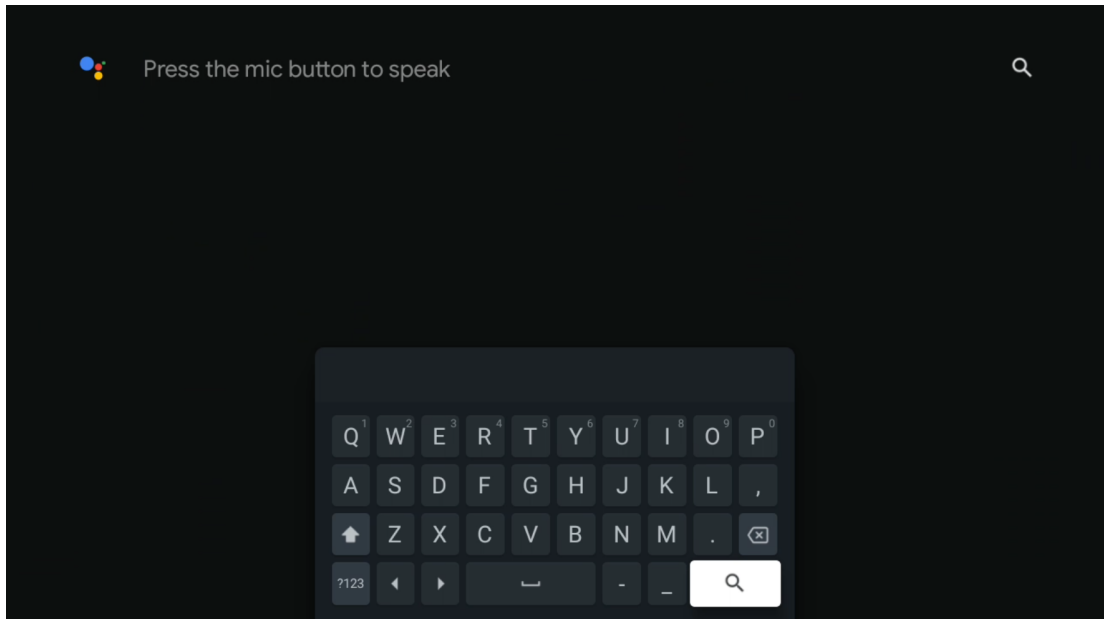 Press the mic button to speak
Q1 W2 E3 R4 T5 Y6 U7 I8 O9 P0
A S D F G H J K L ,
Z X C V B N M .
?123 - _